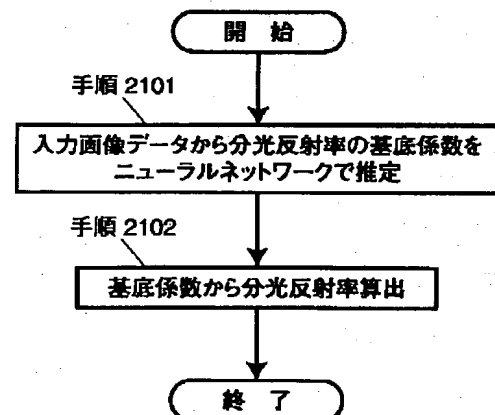 開 始
手順 2101
入力画像データから分光反射率の基底係数を
ニューラルネットワークで推定
手順 2102
基底係数から分光反射率算出
終 了